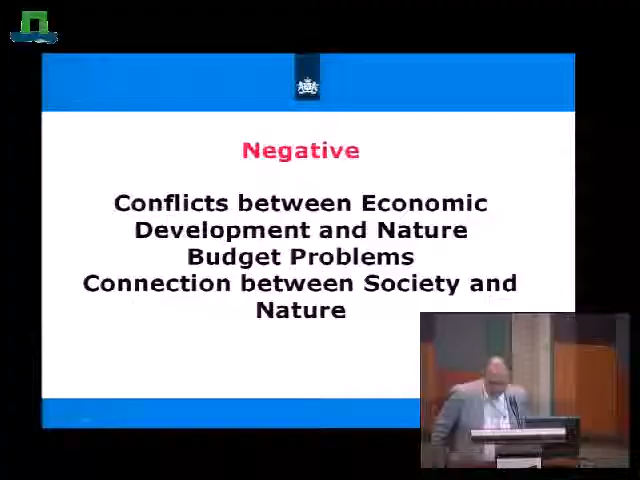 Negative
Conflicts between Economic
Development and Nature
Budget Problems
Connection between Society and
Nature